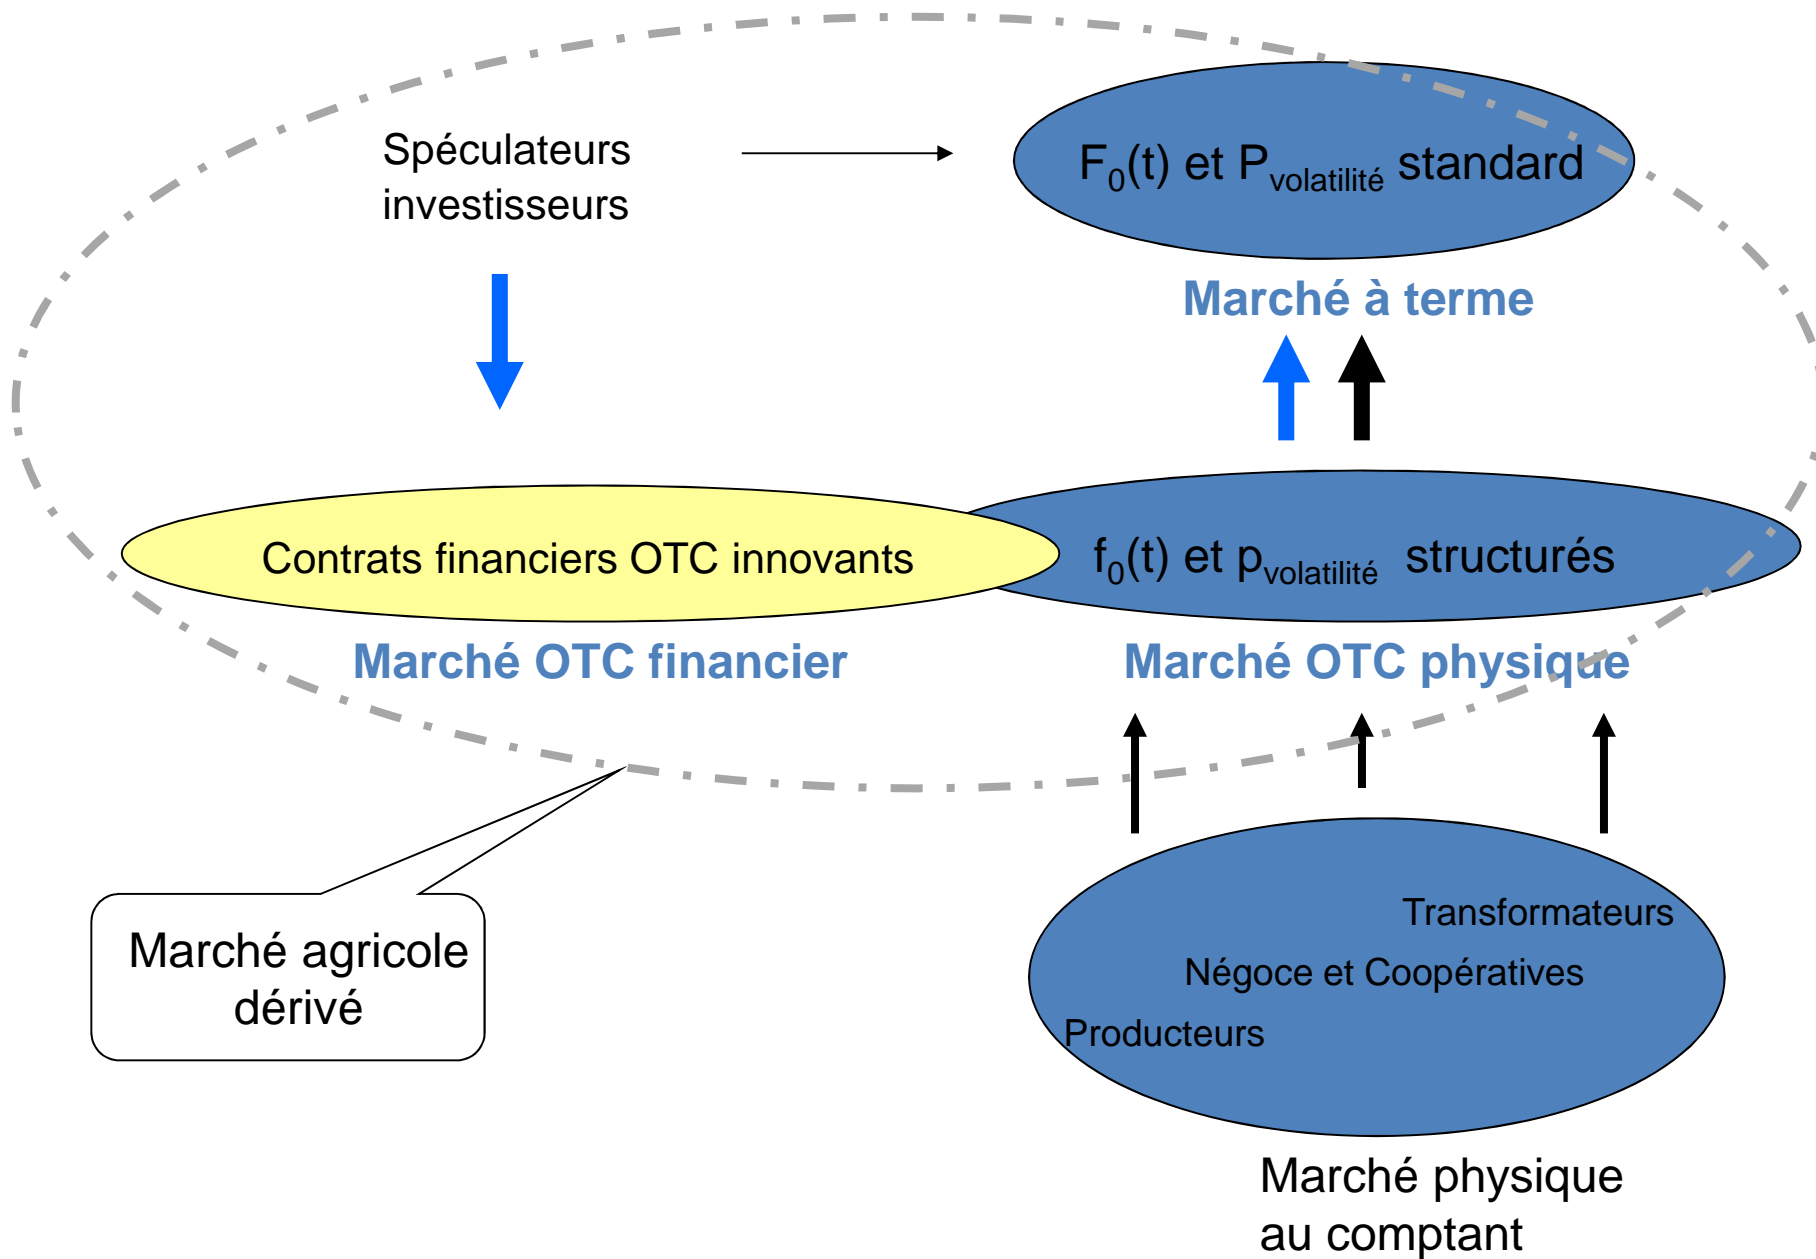 Spéculateurs
investisseurs
F₀(t) et Pvolatilité standard
Marché à terme
Contrats financiers OTC innovants
f₀(t) et pvolatilité structurés
Marché OTC financier
Marché OTC physique
Marché agricole
dérivé
Transformateurs
Négoce et Coopératives
Producteurs
Marché physique
au comptant